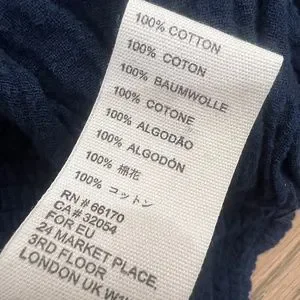 100% COTTON
100% COTON
100% BAUMWOLLE
100% COTONE
100% ALGODÃO
100% ALGODÓN
100% 棉花
100% コットン
RN # 66170
CA # 32054
FOR EU
24 MARKET PLACE,
3RD FLOOR
LONDON UK